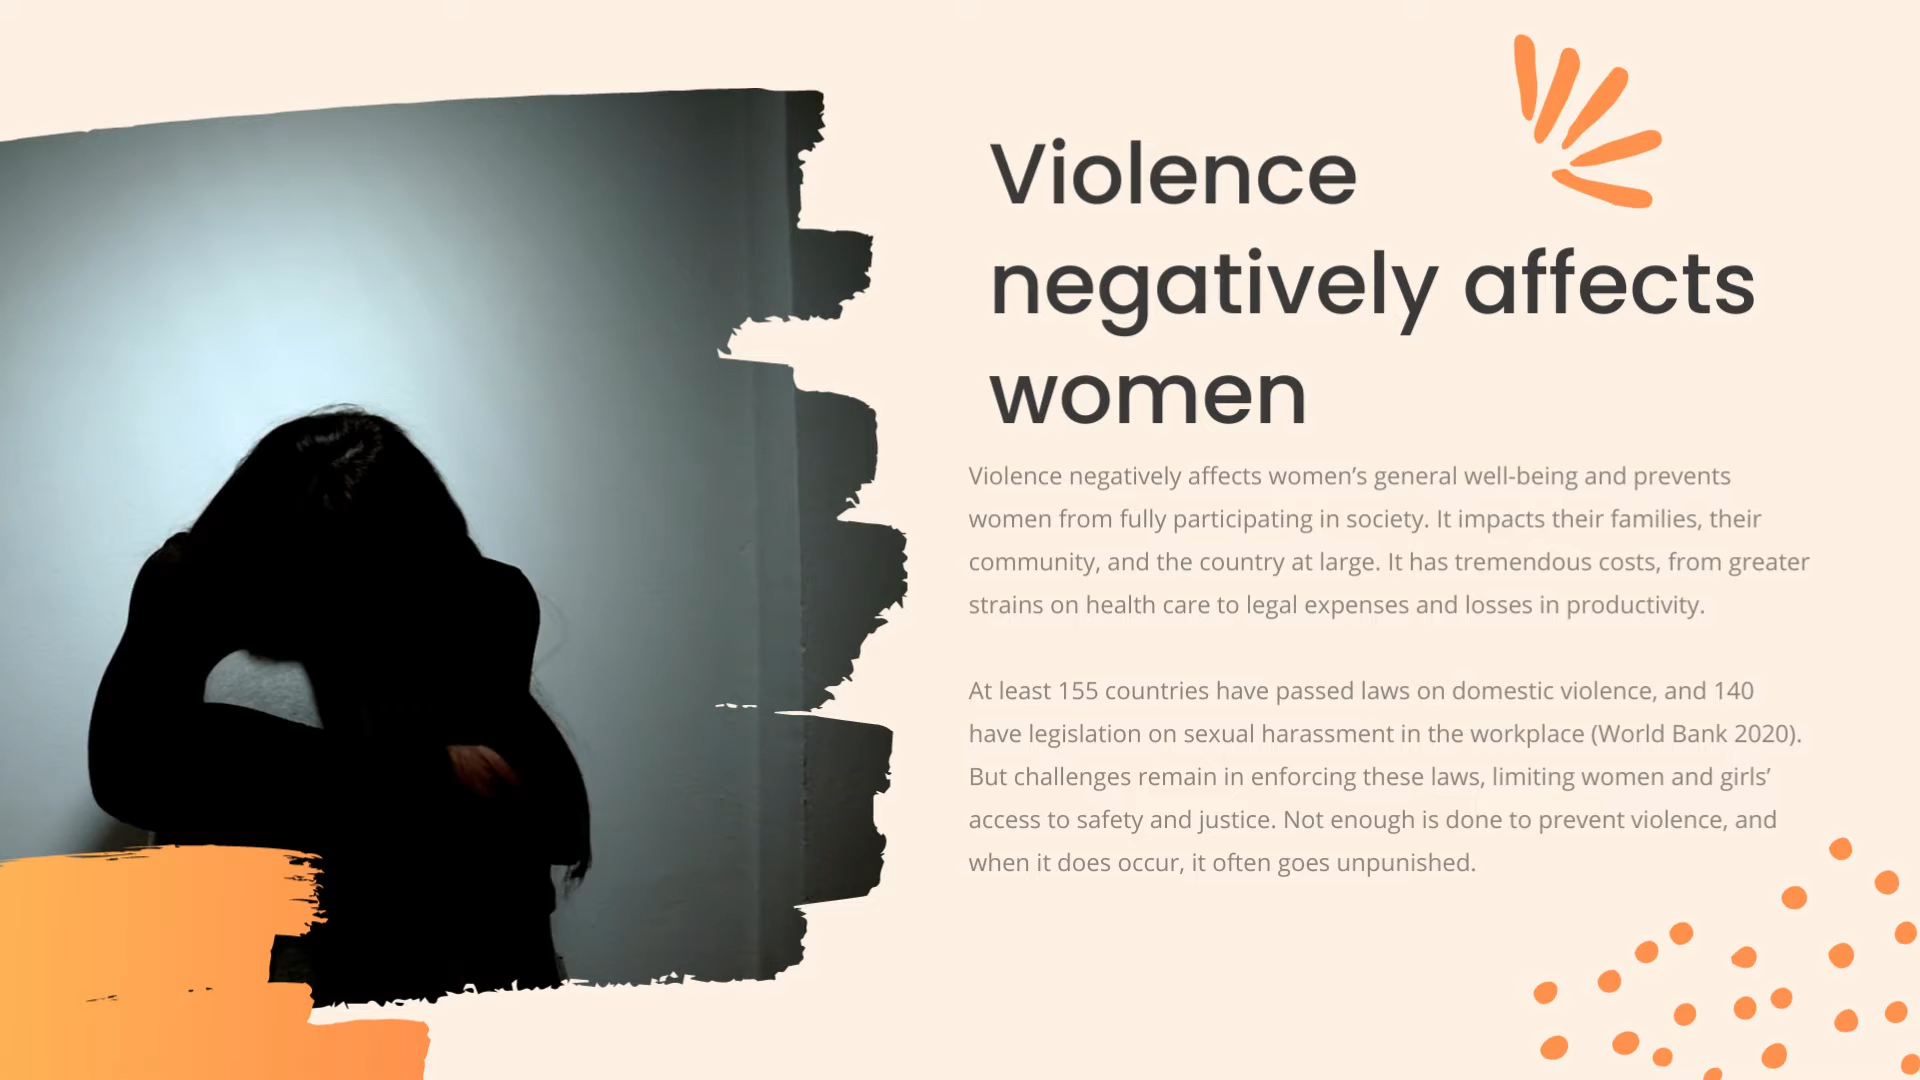 Violence
negatively affects
women
Violence negatively affects women’s general well-being and prevents
women from fully participating in society. It impacts their families, their
community, and the country at large. It has tremendous costs, from greater
strains on health care to legal expenses and losses in productivity.
At least 155 countries have passed laws on domestic violence, and 140
have legislation on sexual harassment in the workplace (World Bank 2020).
But challenges remain in enforcing these laws, limiting women and girls’
access to safety and justice. Not enough is done to prevent violence, and
when it does occur, it often goes unpunished.